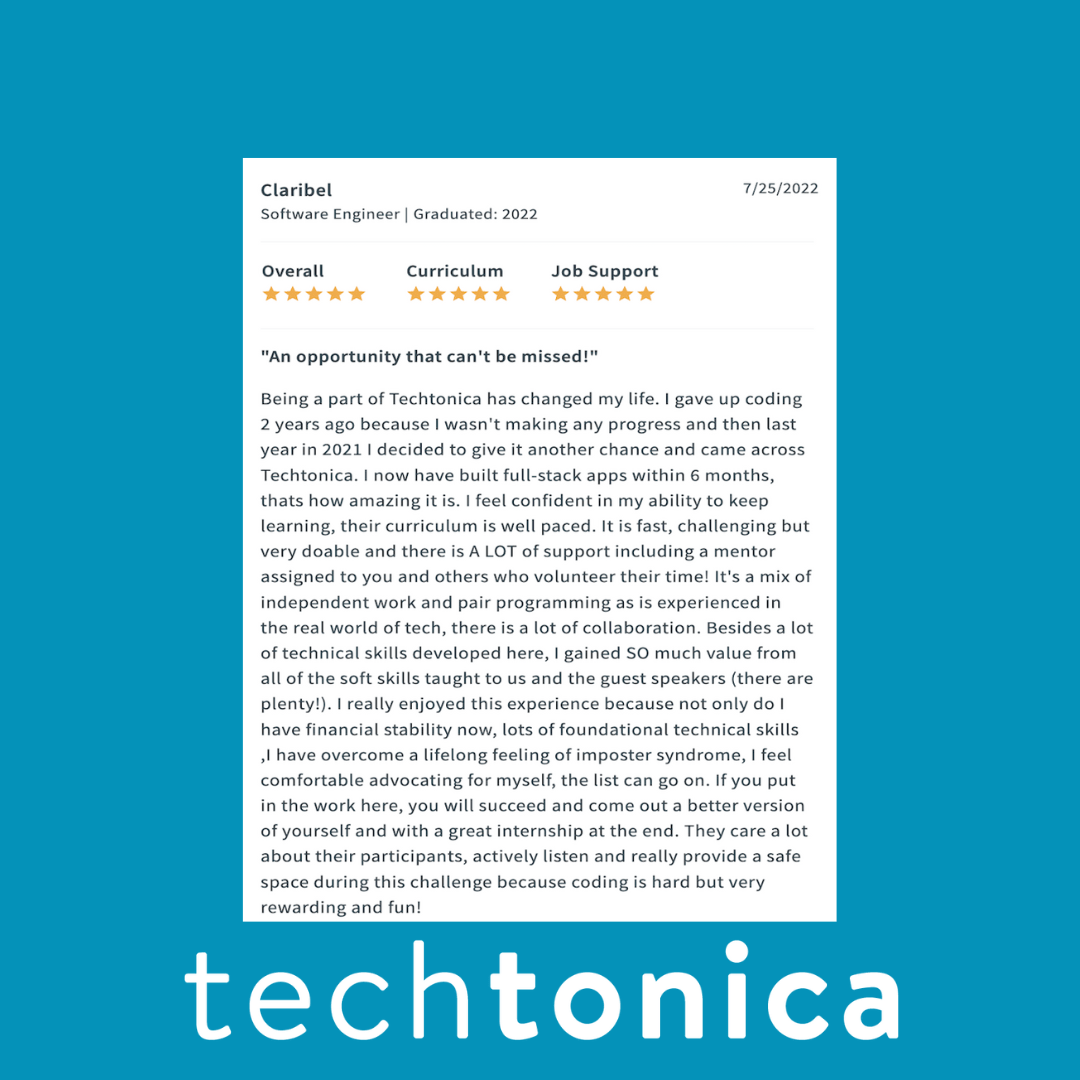 Claribel 7/25/2022
Software Engineer | Graduated: 2022
Overall Curriculum Job Support
"An opportunity that can't be missed!"
Being a part of Techtonica has changed my life. I gave up coding
2 years ago because I wasn't making any progress and then last
year in 2021 I decided to give it another chance and came across
Techtonica. I now have built full-stack apps within 6 months,
thats how amazing it is. I feel confident in my ability to keep
learning, their curriculum is well paced. It is fast, challenging but
very doable and there is A LOT of support including a mentor
assigned to you and others who volunteer their time! It's a mix of
independent work and pair programming as is experienced in
the real world of tech, there is a lot of collaboration. Besides a lot
of technical skills developed here, I gained SO much value from
all of the soft skills taught to us and the guest speakers (there are
plenty!). I really enjoyed this experience because not only do I
have financial stability now, lots of foundational technical skills
,I have overcome a lifelong feeling of imposter syndrome, I feel
comfortable advocating for myself, the list can go on. If you put
in the work here, you will succeed and come out a better version
of yourself and with a great internship at the end. They care a lot
about their participants, actively listen and really provide a safe
space during this challenge because coding is hard but very
rewarding and fun!
techtonica